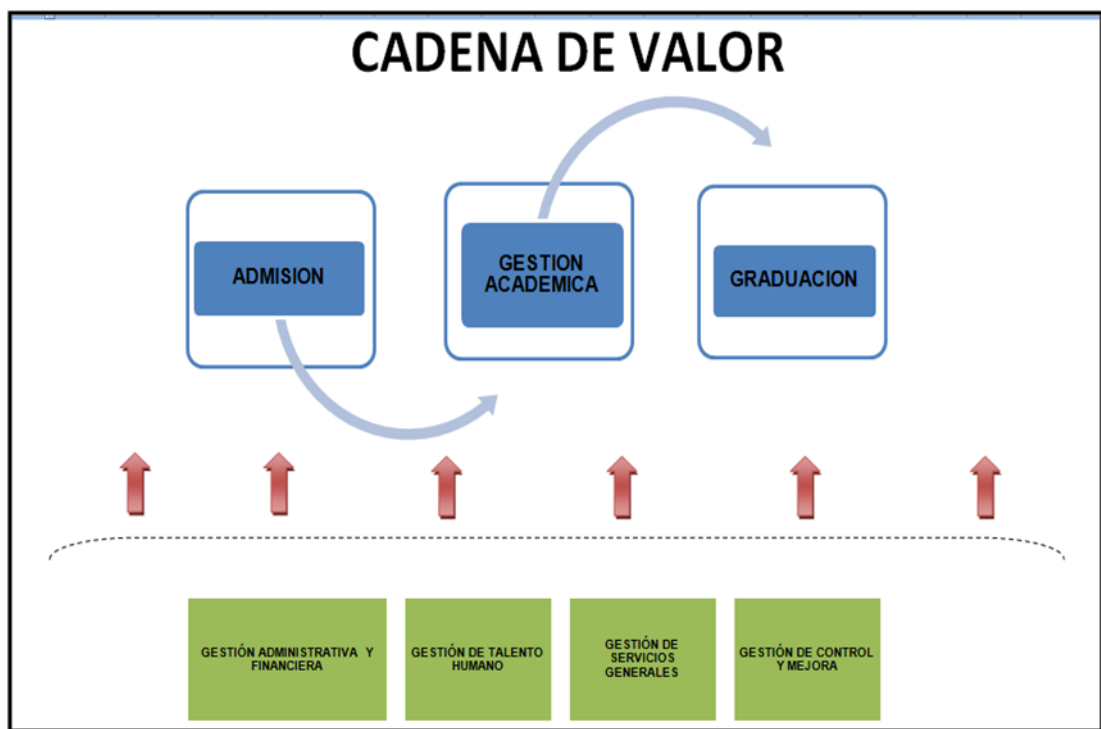 CADENA DE VALOR
ADMISION
GESTION
ACADEMICA
GRADUACION
GESTIÓN ADMINISTRATIVA Y
FINANCIERA
GESTIÓN DE TALENTO
HUMANO
GESTIÓN DE
SERVICIOS
GENERALES
GESTIÓN DE CONTROL
Y MEJORA